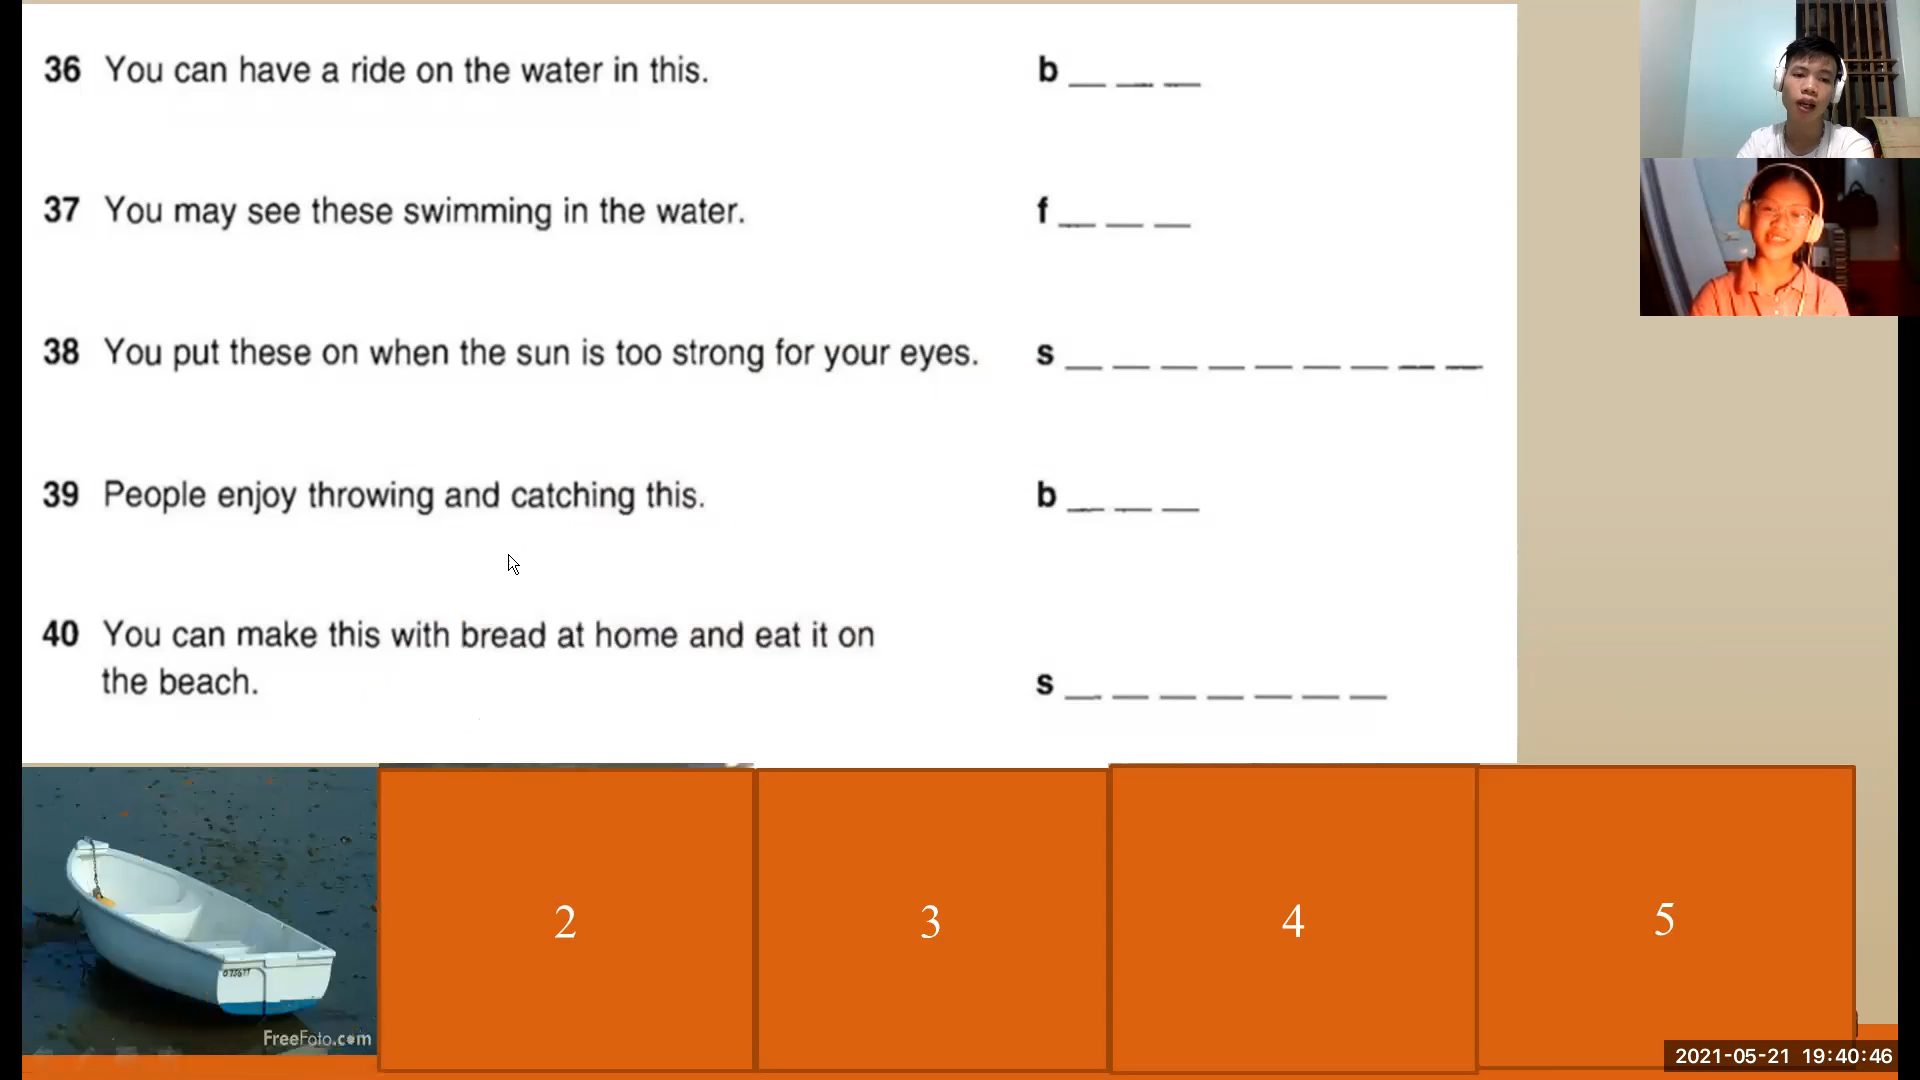 36 You can have a ride on the water in this. b _ _ _
37 You may see these swimming in the water. f _ _ _
38 You put these on when the sun is too strong for your eyes. s _ _ _ _ _ _ _ _ _
39 People enjoy throwing and catching this. b _ _ _
40 You can make this with bread at home and eat it on
the beach. s _ _ _ _ _ _ _
2
3
4
5
FreeFoto.com
2021-05-21 19:40:46